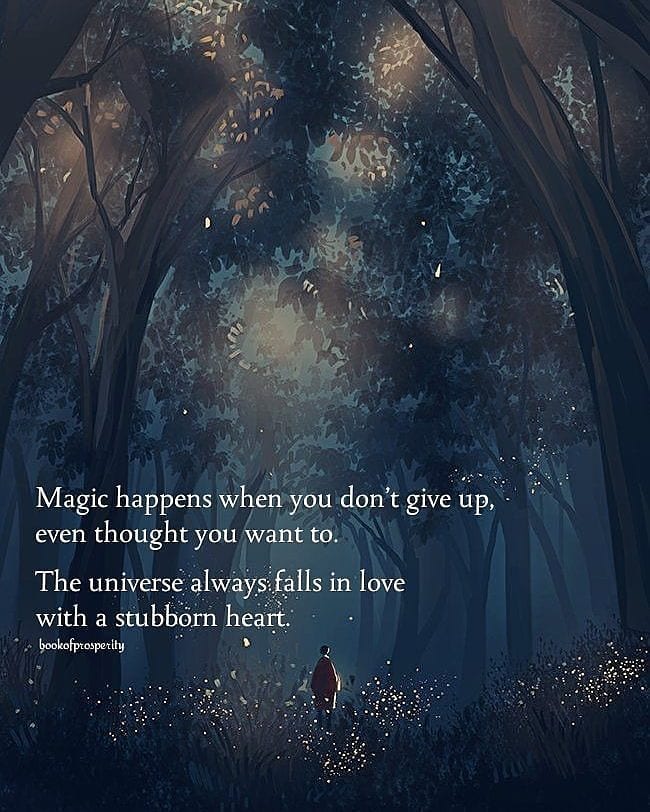 Magic happens when you don't give up,
even thought you want to.
The universe always falls in love
with a stubborn heart.
bookofprosperity